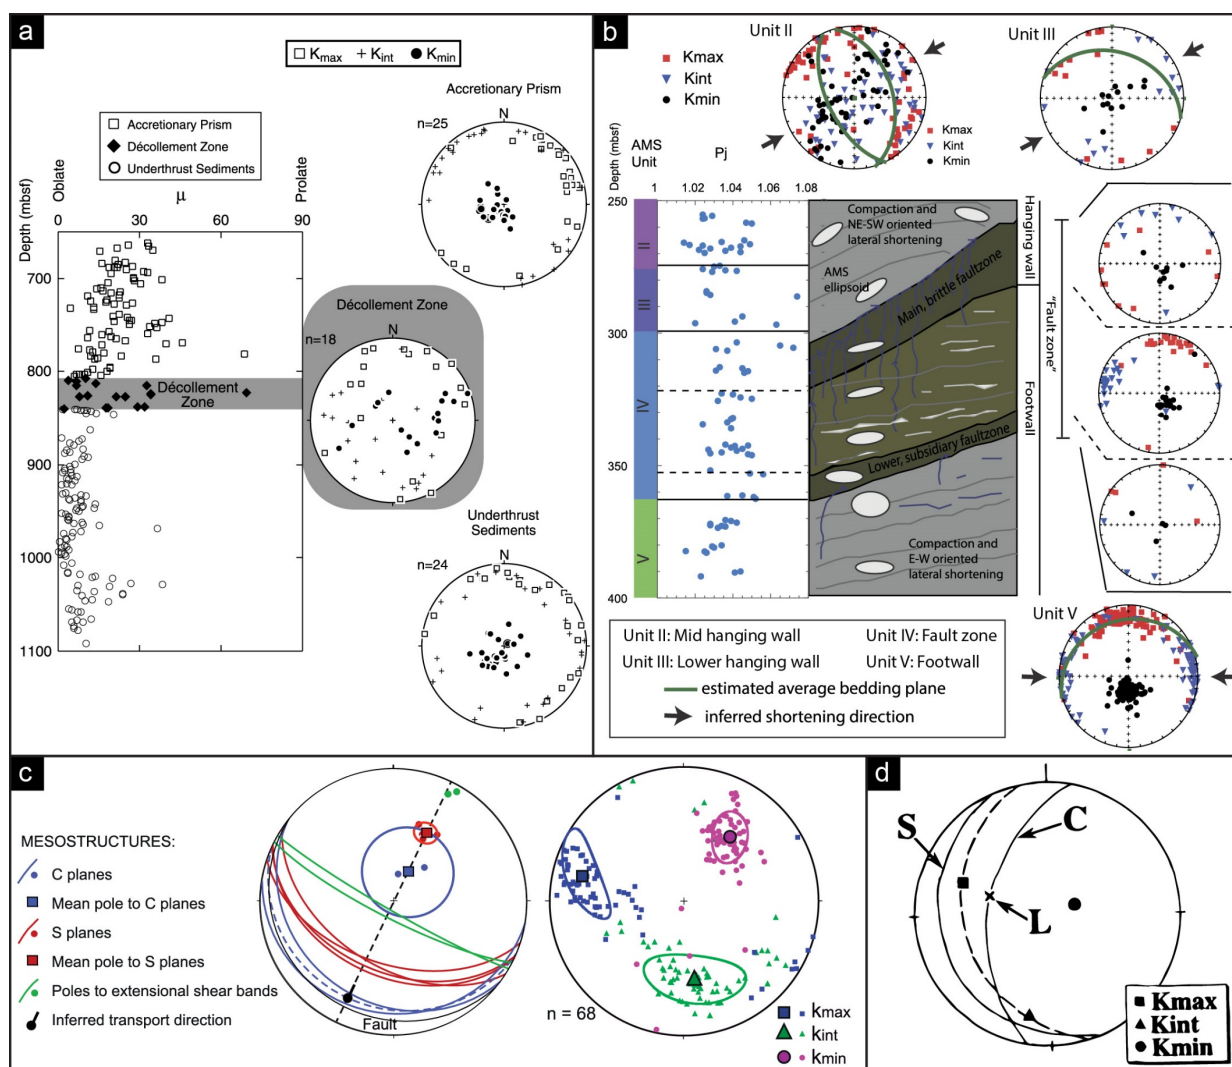 a
□ Kmax + Kint ● Kmin
Accretionary Prism
N
n=25
□ Accretionary Prism
◆ Décollement Zone
○ Underthrust Sediments
Oblate
μ
Prolate
0 30 60 90
Depth (mbsf)
700
800
900
1000
1100
Décollement
Zone
Décollement Zone
N
n=18
Underthrust
Sediments
N
n=24
b
Unit II
Unit III
Kmax
Kint
Kmin
Kmax
Kint
Kmin
AMS
Unit
Pj
Depth (mbsf)
1 1.02 1.04 1.06 1.08
250
300
350
400
II
III
IV
V
Compaction and
NE-SW oriented
lateral shortening
AMS
ellipsoid
Main, brittle faultzone
Lower, subsidiary faultzone
Compaction and
E-W oriented
lateral shortening
Hanging wall
"Fault zone"
Footwall
Unit V
Unit II: Mid hanging wall
Unit IV: Fault zone
Unit III: Lower hanging wall
Unit V: Footwall
estimated average bedding plane
inferred shortening direction
c
MESOSTRUCTURES:
C planes
Mean pole to C planes
S planes
Mean pole to S planes
Poles to extensional shear bands
Inferred transport direction
Fault
n = 68
kmax
kint
kmin
d
S
C
L
Kmax
Kint
Kmin